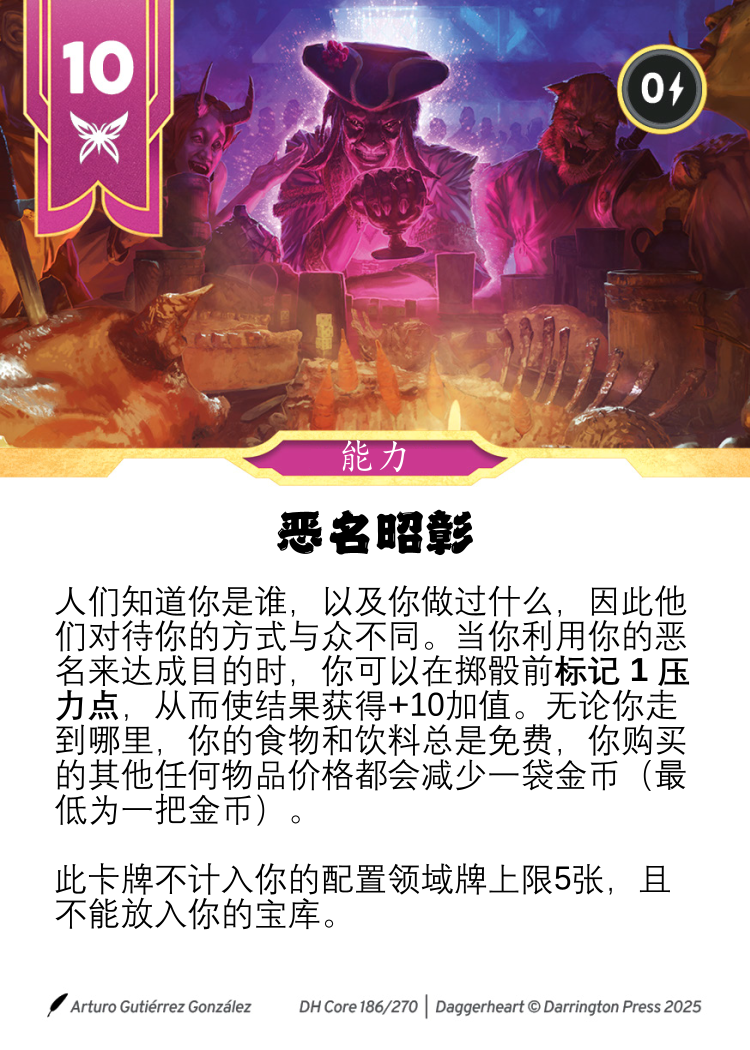 10
0
能力
恶名昭彰
人们知道你是谁，以及你做过什么，因此他
们对待你的方式与众不同。当你利用你的恶
名来达成目的时，你可以在掷骰前标记 1 压
力点，从而使结果获得+10加值。无论你走
到哪里，你的食物和饮料总是免费，你购买
的其他任何物品价格都会减少一袋金币（最
低为一把金币）。
此卡牌不计入你的配置领域牌上限5张，且
不能放入你的宝库。
Arturo Gutiérrez González DH Core 186/270 | Daggerheart © Darrington Press 2025